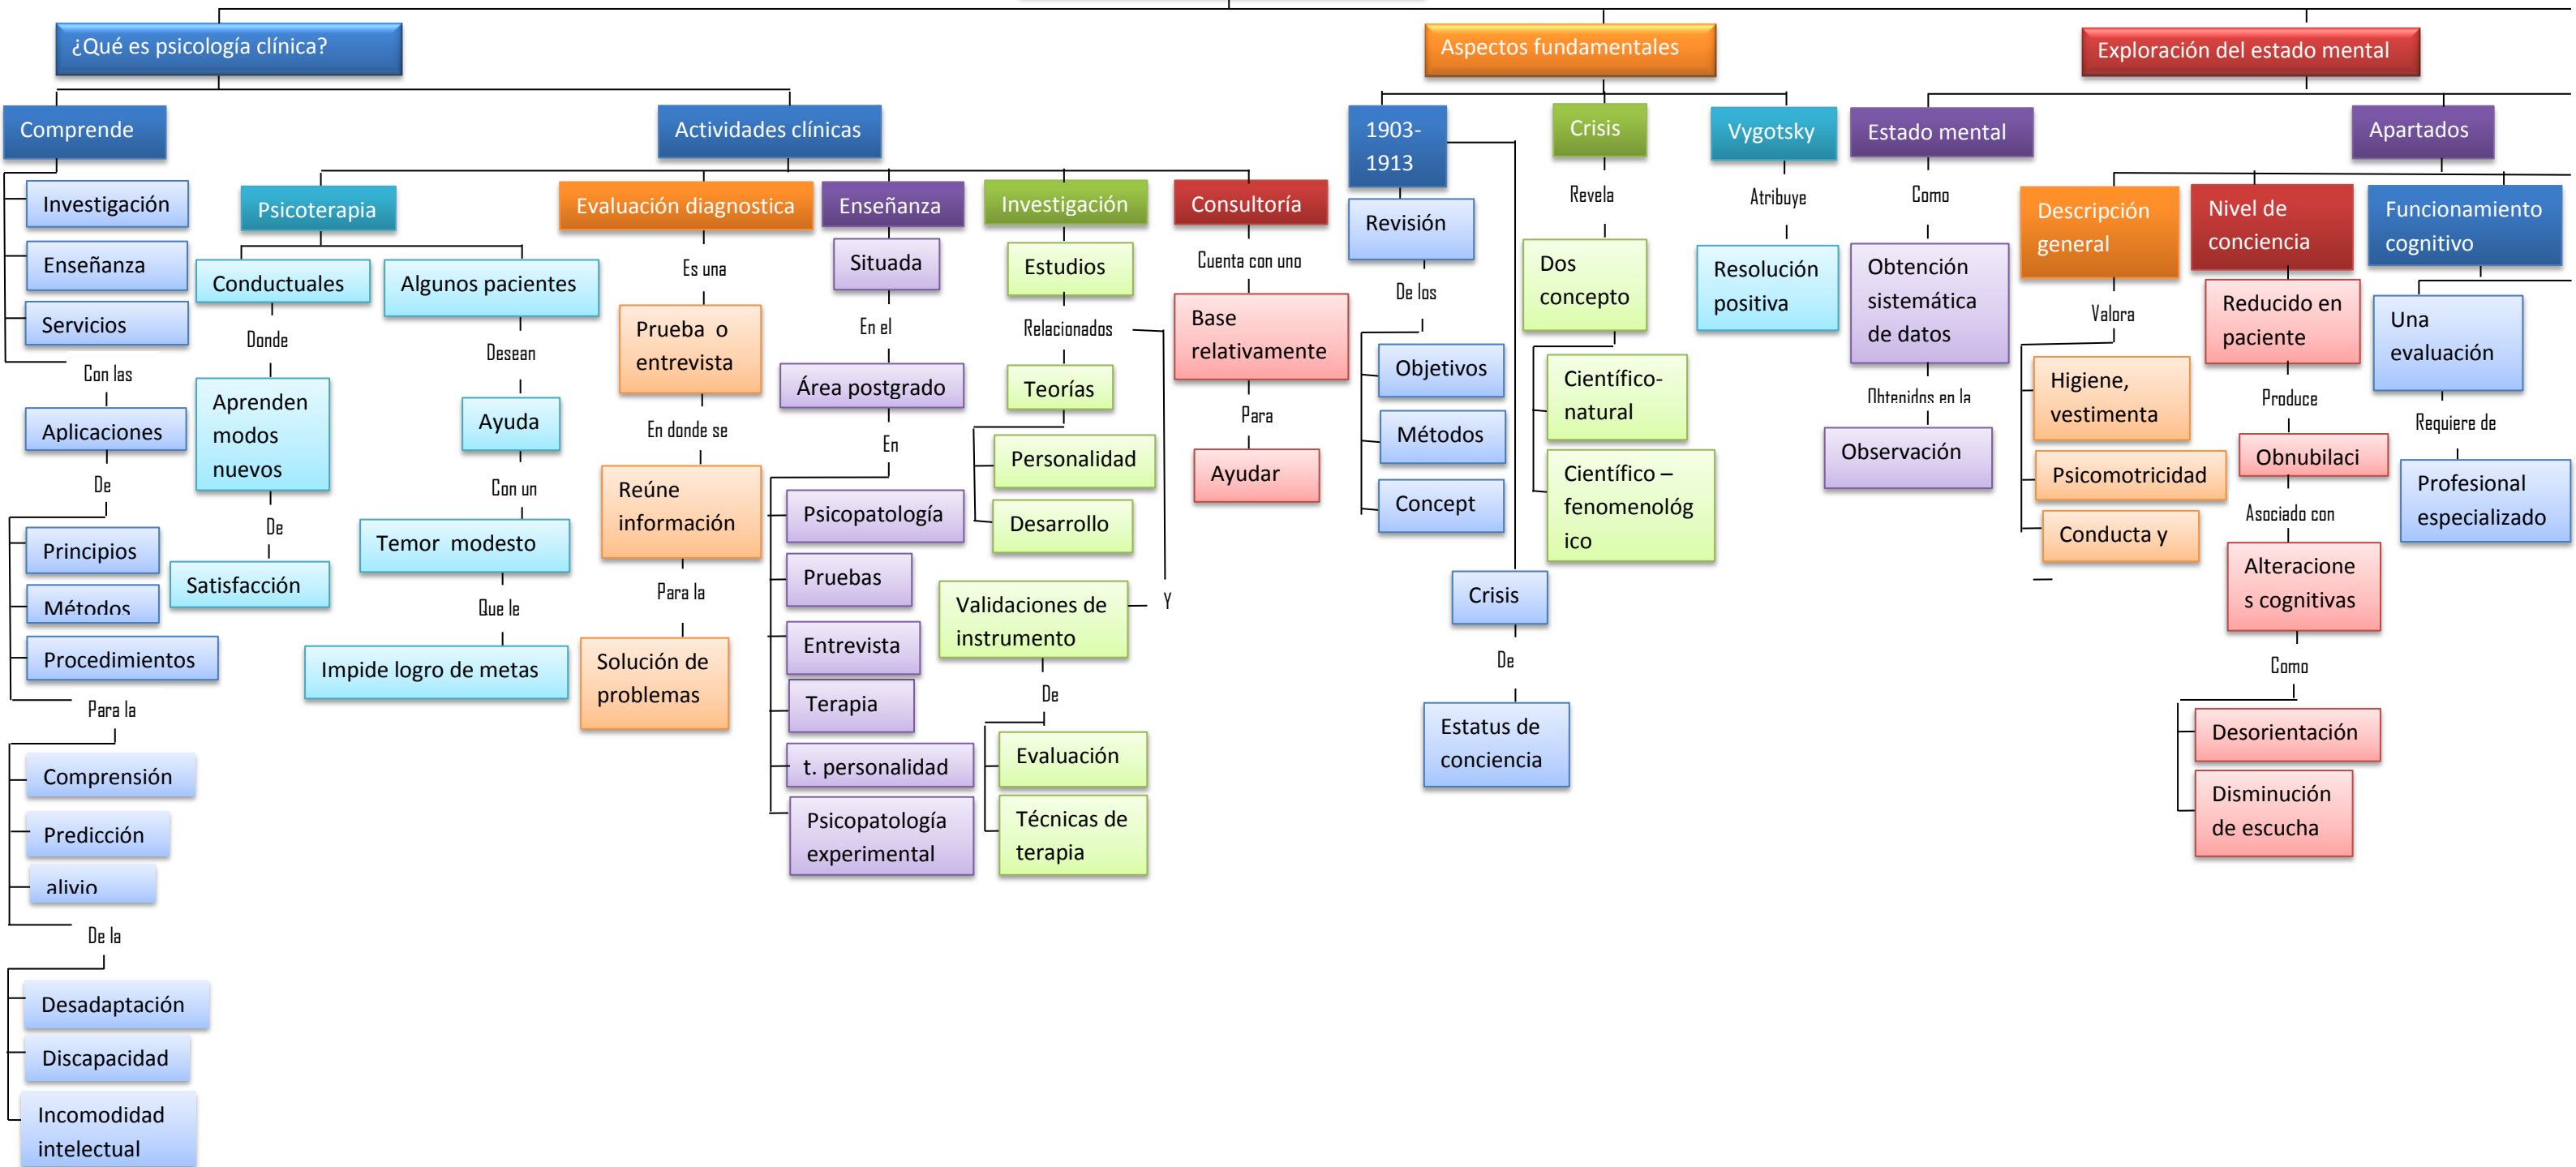 ¿Qué es psicología clínica?
Comprende
Investigación
Enseñanza
Servicios
Con las
Aplicaciones
De
Principios
Métodos
Procedimientos
Para la
Comprensión
Predicción
alivio
De la
Desadaptación
Discapacidad
Incomodidad
intelectual
Actividades clínicas
Psicoterapia
Conductuales
Donde
Aprenden
modos
nuevos
De
Satisfacción
Algunos pacientes
Desean
Ayuda
Con un
Temor modesto
Que le
Impide logro de metas
Evaluación diagnostica
Es una
Prueba o
entrevista
En donde se
Reúne
información
Para la
Solución de
problemas
Enseñanza
Situada
En el
Área postgrado
En
Psicopatología
Pruebas
Entrevista
Terapia
t. personalidad
Psicopatología
experimental
Investigación
Estudios
Relacionados
Teorías
Personalidad
Desarrollo
Y
Validaciones de
instrumento
De
Evaluación
Técnicas de
terapia
Consultoría
Cuenta con uno
Base
relativamente
Para
Ayudar
Aspectos fundamentales
1903-
1913
Revisión
De los
Objetivos
Métodos
Concept
Crisis
De
Estatus de
conciencia
Crisis
Revela
Dos
concepto
Científico-
natural
Científico –
fenomenológ
ico
Vygotsky
Atribuye
Resolución
positiva
Exploración del estado mental
Estado mental
Como
Obtención
sistemática
de datos
Obtenidos en la
Observación
Apartados
Descripción
general
Valora
Higiene,
vestimenta
Psicomotricidad
Conducta y
Nivel de
conciencia
Reducido en
paciente
Produce
Obnubilaci
Asociado con
Alteracione
s cognitivas
Como
Desorientación
Disminución
de escucha
Funcionamiento
cognitivo
Una
evaluación
Requiere de
Profesional
especializado